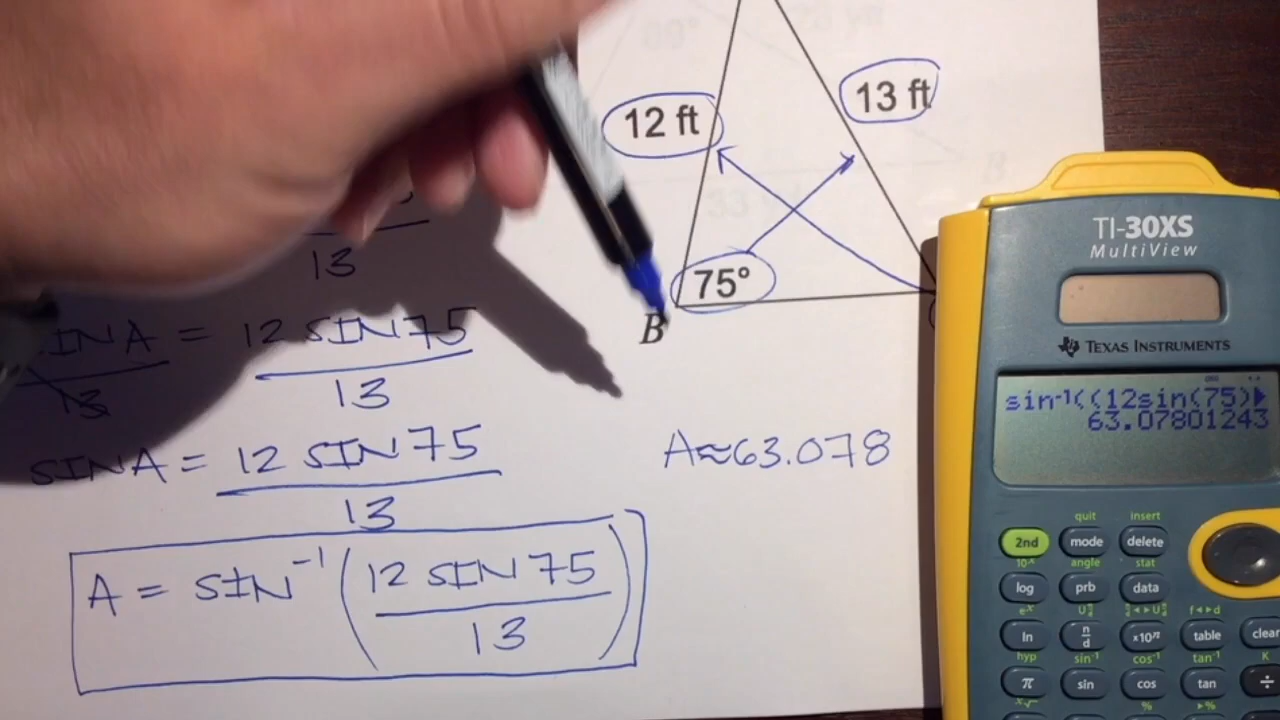 12 ft
13 ft
75°
B
13
SIN A = 12 SIN 75
13 13
SIN A = 12 SIN 75
13
A = SIN⁻¹ (12 SIN 75
13)
A≈63.078
TI-30XS
MultiView
TEXAS INSTRUMENTS
sin⁻¹((12sin(75)▶
63.07801243
quit insert
2nd mode delete
angle stat
log prb data
ln n/d ×10ⁿ table clear
hyp sin⁻¹ cos⁻¹ tan⁻¹ K
π sin cos tan ÷
% ▶%